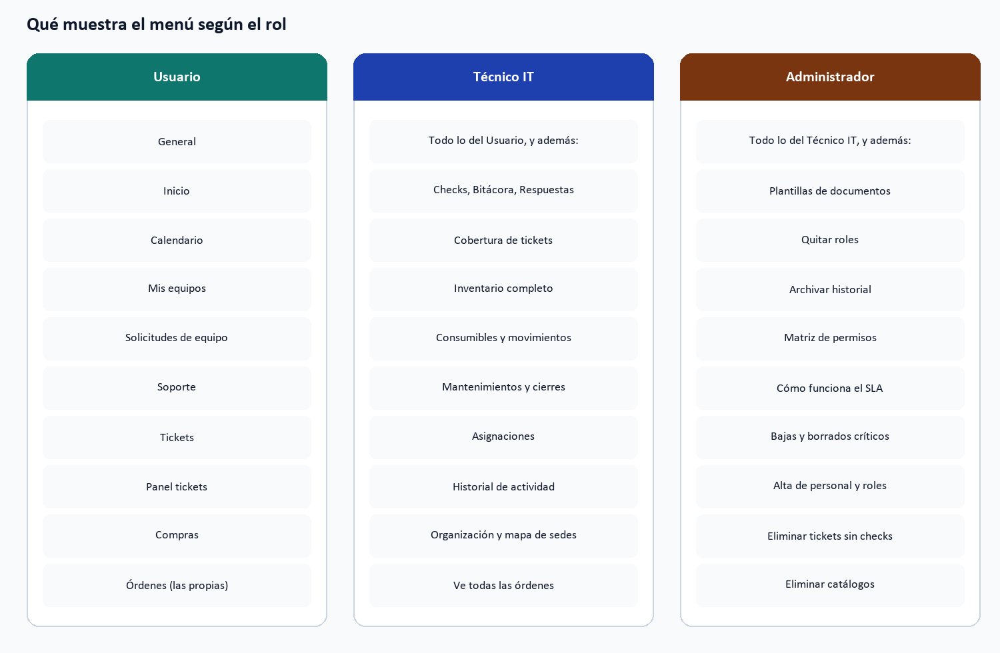 Qué muestra el menú según el rol
Usuario
General
Inicio
Calendario
Mis equipos
Solicitudes de equipo
Soporte
Tickets
Panel tickets
Compras
Órdenes (las propias)
Técnico IT
Todo lo del Usuario, y además:
Checks, Bitácora, Respuestas
Cobertura de tickets
Inventario completo
Consumibles y movimientos
Mantenimientos y cierres
Asignaciones
Historial de actividad
Organización y mapa de sedes
Ve todas las órdenes
Administrador
Todo lo del Técnico IT, y además:
Plantillas de documentos
Quitar roles
Archivar historial
Matriz de permisos
Cómo funciona el SLA
Bajas y borrados críticos
Alta de personal y roles
Eliminar tickets sin checks
Eliminar catálogos